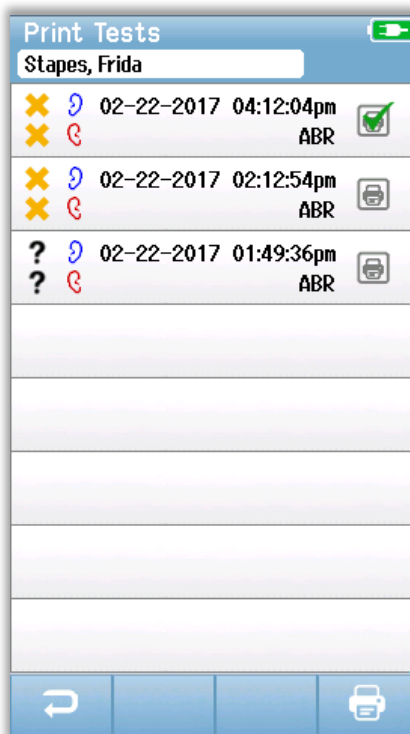 Print Tests
Stapes, Frida
02-22-2017 04:12:04pm
ABR
02-22-2017 02:12:54pm
ABR
? 02-22-2017 01:49:36pm
? ABR